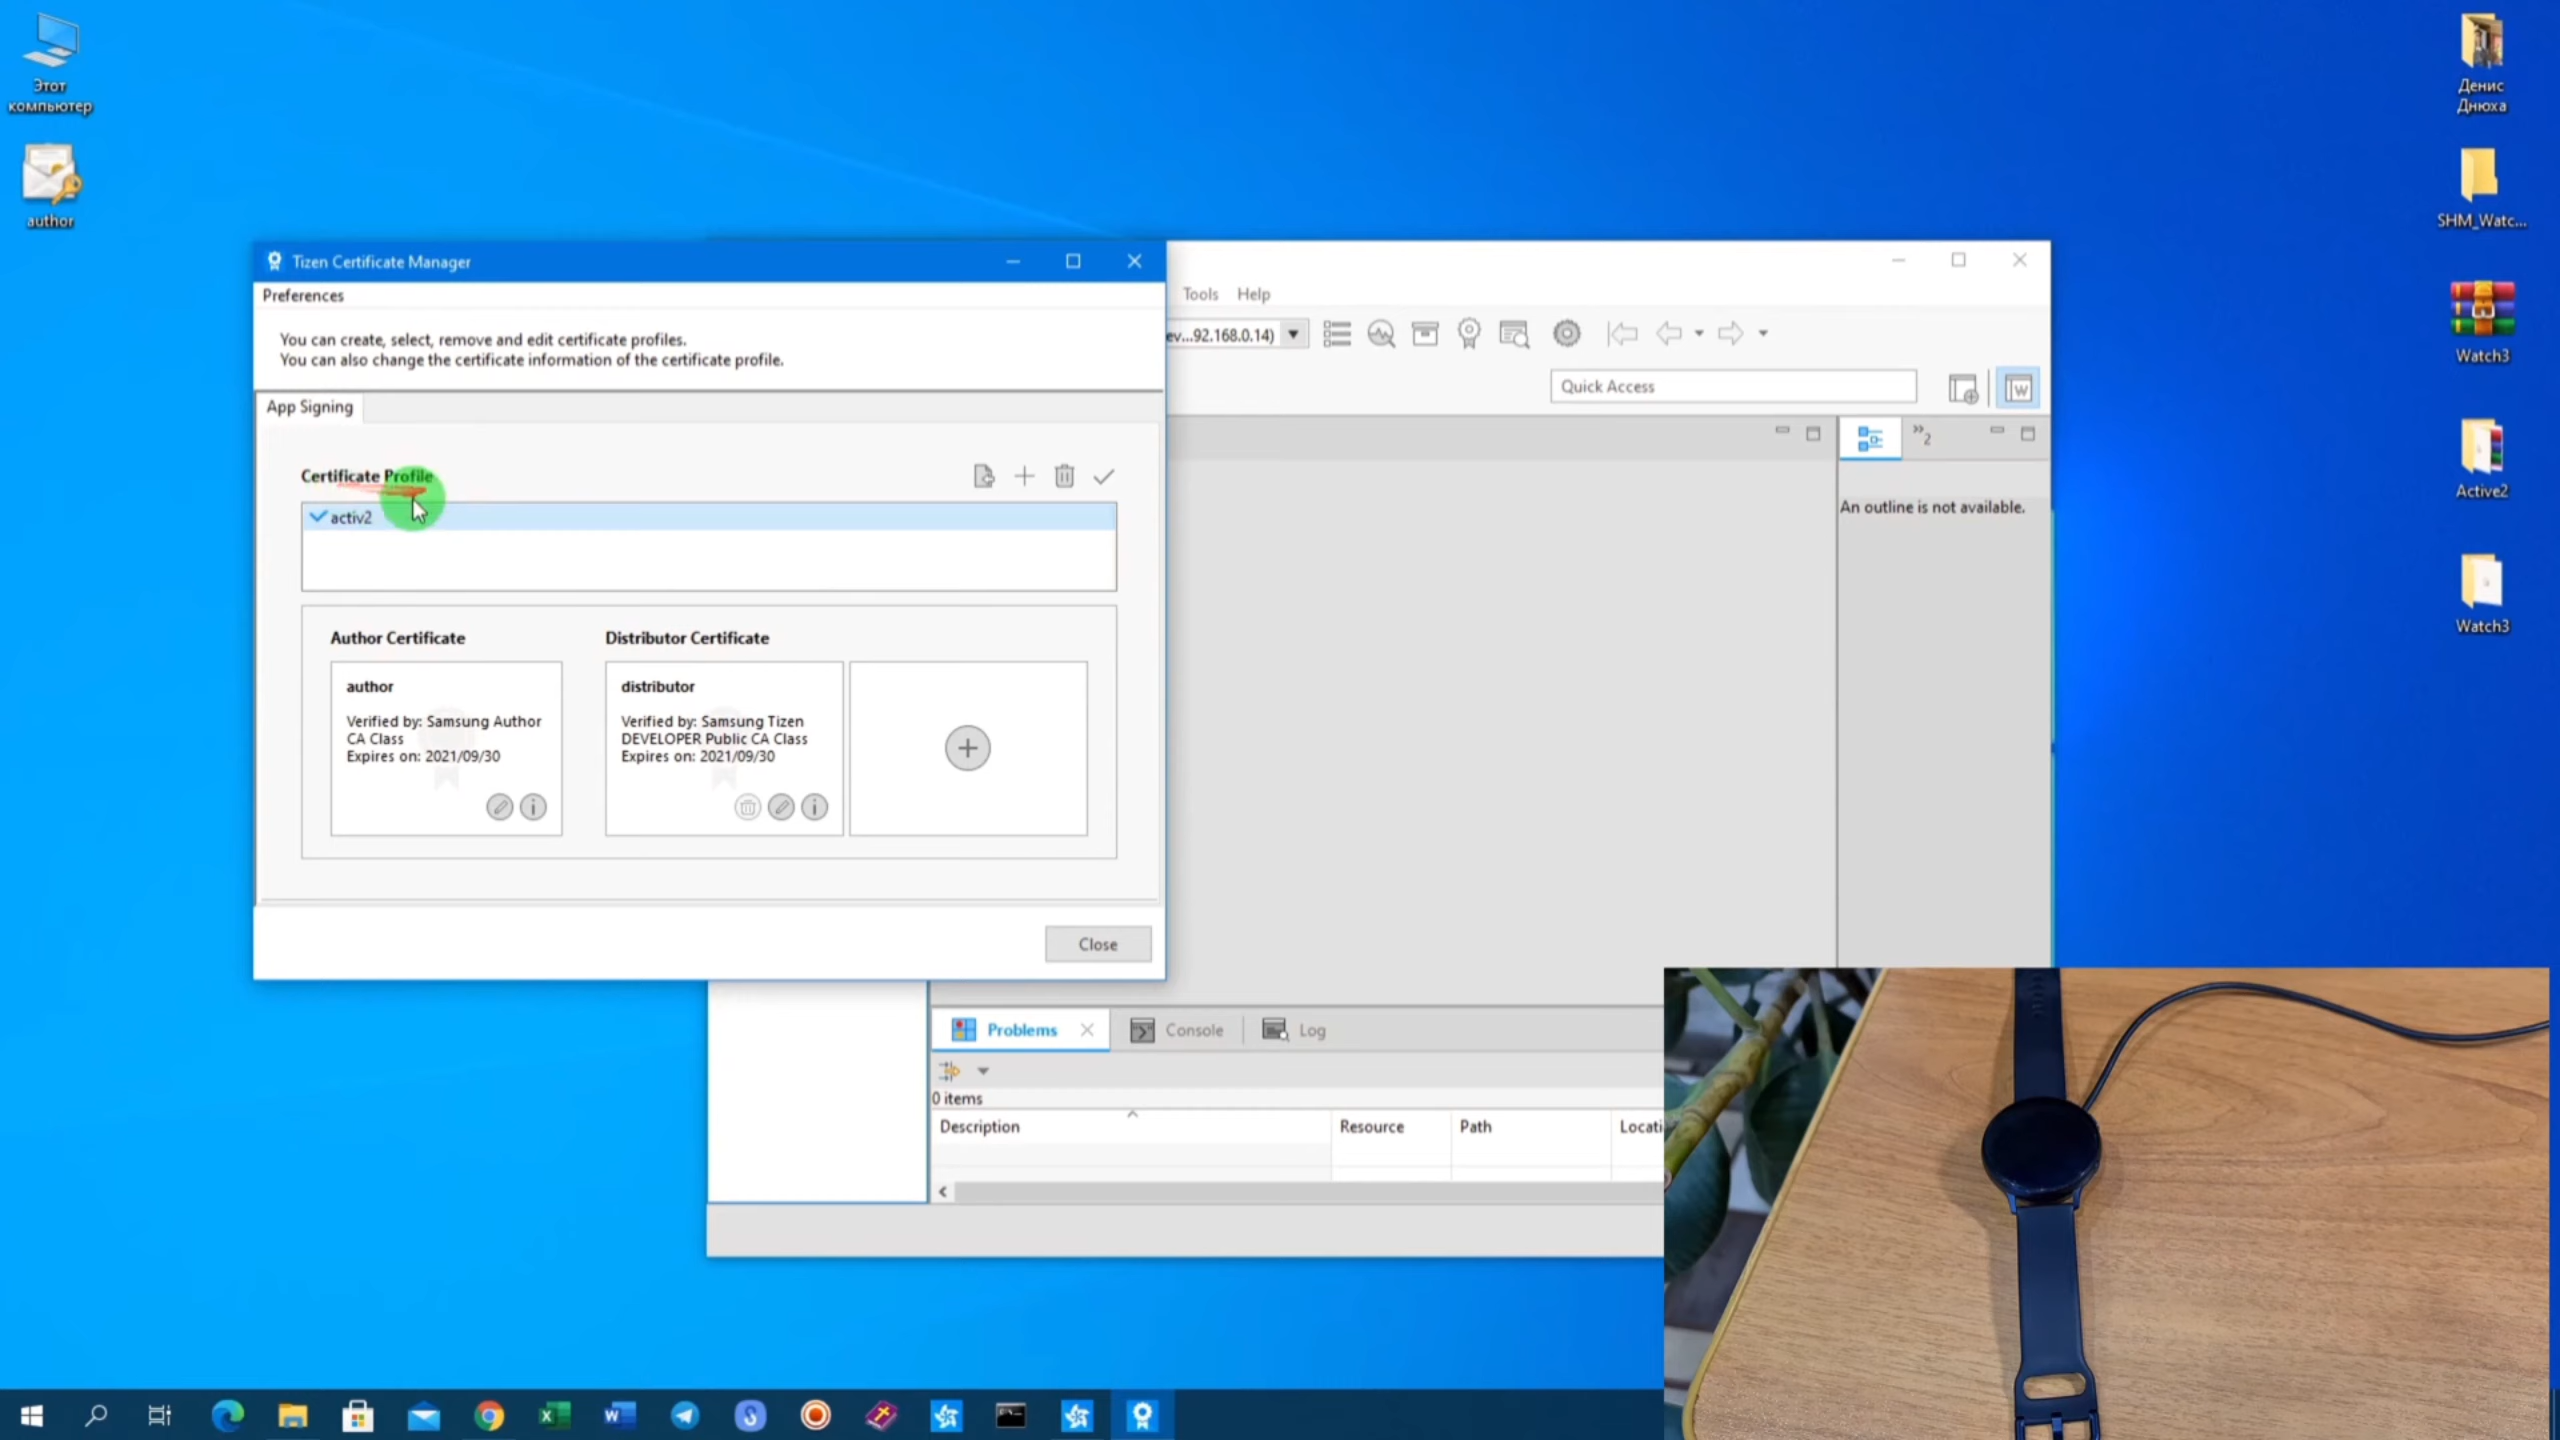 Этот
компьютер
author
Денис
Днюха
SHM_Watc...
Watch3
Active2
Watch3
Tizen Certificate Manager
Preferences
You can create, select, remove and edit certificate profiles.
You can also change the certificate information of the certificate profile.
App Signing
Certificate Profile
activ2
Author Certificate
Distributor Certificate
author
Verified by: Samsung Author
CA Class
Expires on: 2021/09/30
distributor
Verified by: Samsung Tizen
DEVELOPER Public CA Class
Expires on: 2021/09/30
Close
Tools Help
ev...92.168.0.14)
Quick Access
W
2
An outline is not available.
Problems
Console
Log
0 items
Description
Resource
Path
Locati